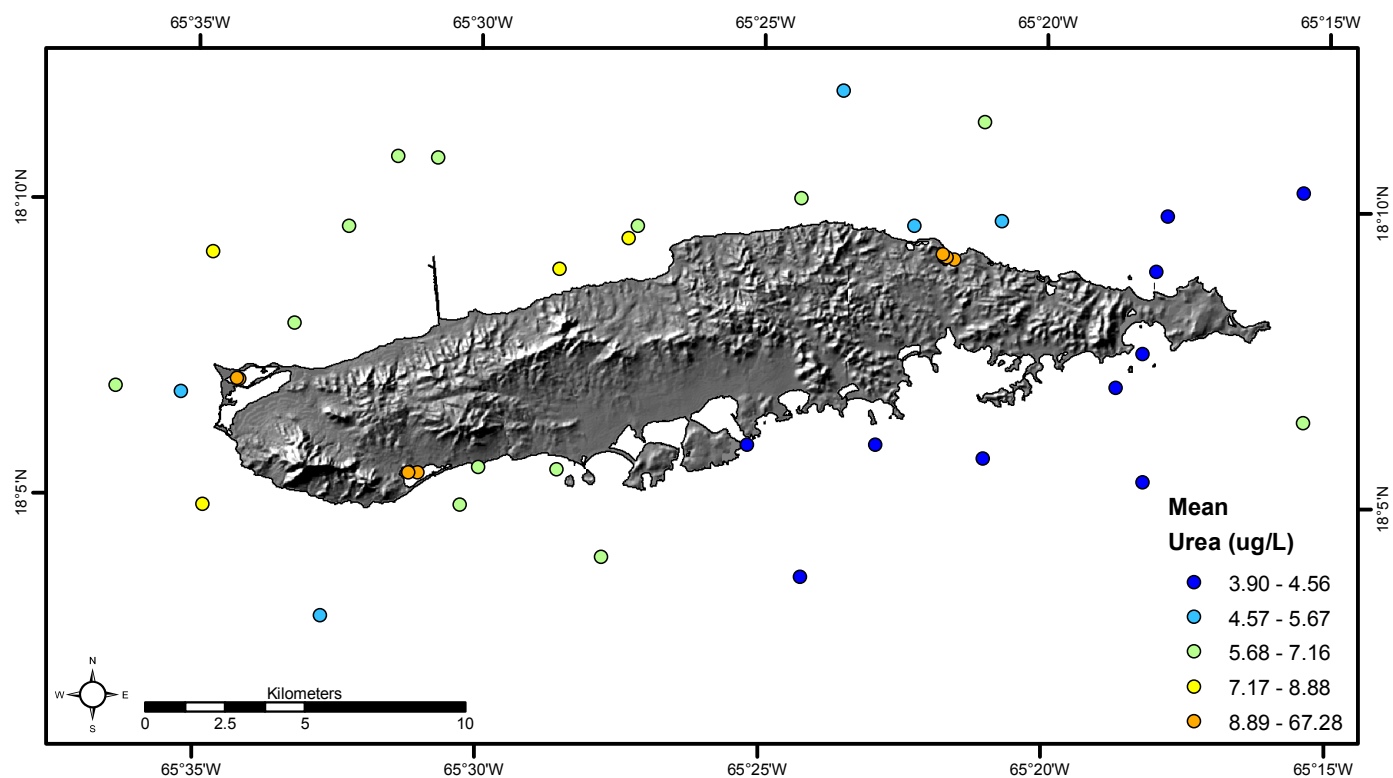 65°35'W 65°30'W 65°25'W 65°20'W 65°15'W
18°10'N
18°10'N
18°5'N
18°5'N
Mean
Urea (ug/L)
3.90 - 4.56
4.57 - 5.67
5.68 - 7.16
7.17 - 8.88
8.89 - 67.28
N
W E
S
Kilometers
0 2.5 5 10
65°35'W 65°30'W 65°25'W 65°20'W 65°15'W